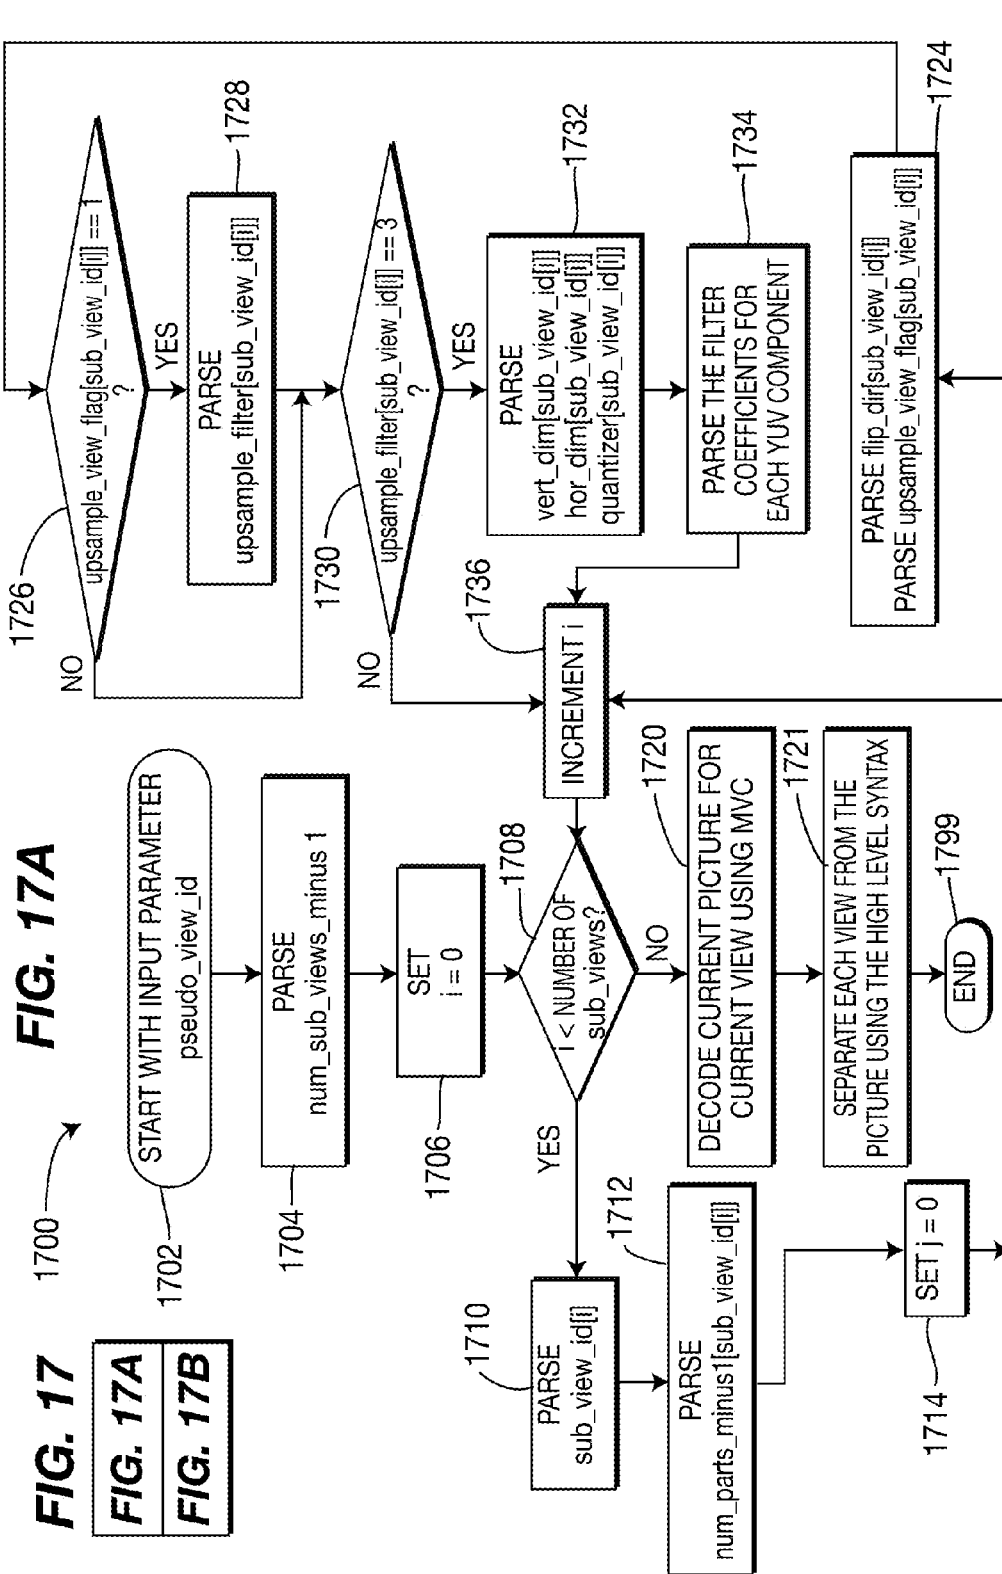 FIG. 17
FIG. 17A
FIG. 17B
FIG. 17A
1700
1702
START WITH INPUT PARAMETER
pseudo_view_id
1704
PARSE
num_sub_views_minus1
1706
SET
i = 0
1708
i < NUMBER OF
sub_views?
YES
NO
1710
PARSE
sub_view_id[i]
1712
PARSE
num_parts_minus1[sub_view_id[i]]
1714
SET j = 0
1720
DECODE CURRENT PICTURE FOR
CURRENT VIEW USING MVC
1721
SEPARATE EACH VIEW FROM THE
PICTURE USING THE HIGH LEVEL SYNTAX
1799
END
1726
upsample_view_flag[sub_view_id[i]] == 1
?
NO
YES
1728
PARSE
upsample_filter[sub_view_id[i]]
1730
upsample_filter[sub_view_id[i]] == 3
?
NO
YES
1732
PARSE
vert_dim[sub_view_id[i]]
hor_dim[sub_view_id[i]]
quantizer[sub_view_id[i]]
1734
PARSE THE FILTER
COEFFICIENTS FOR
EACH YUV COMPONENT
1736
INCREMENT i
1724
PARSE flip_dir[sub_view_id[i]]
PARSE upsample_view_flag[sub_view_id[i]]